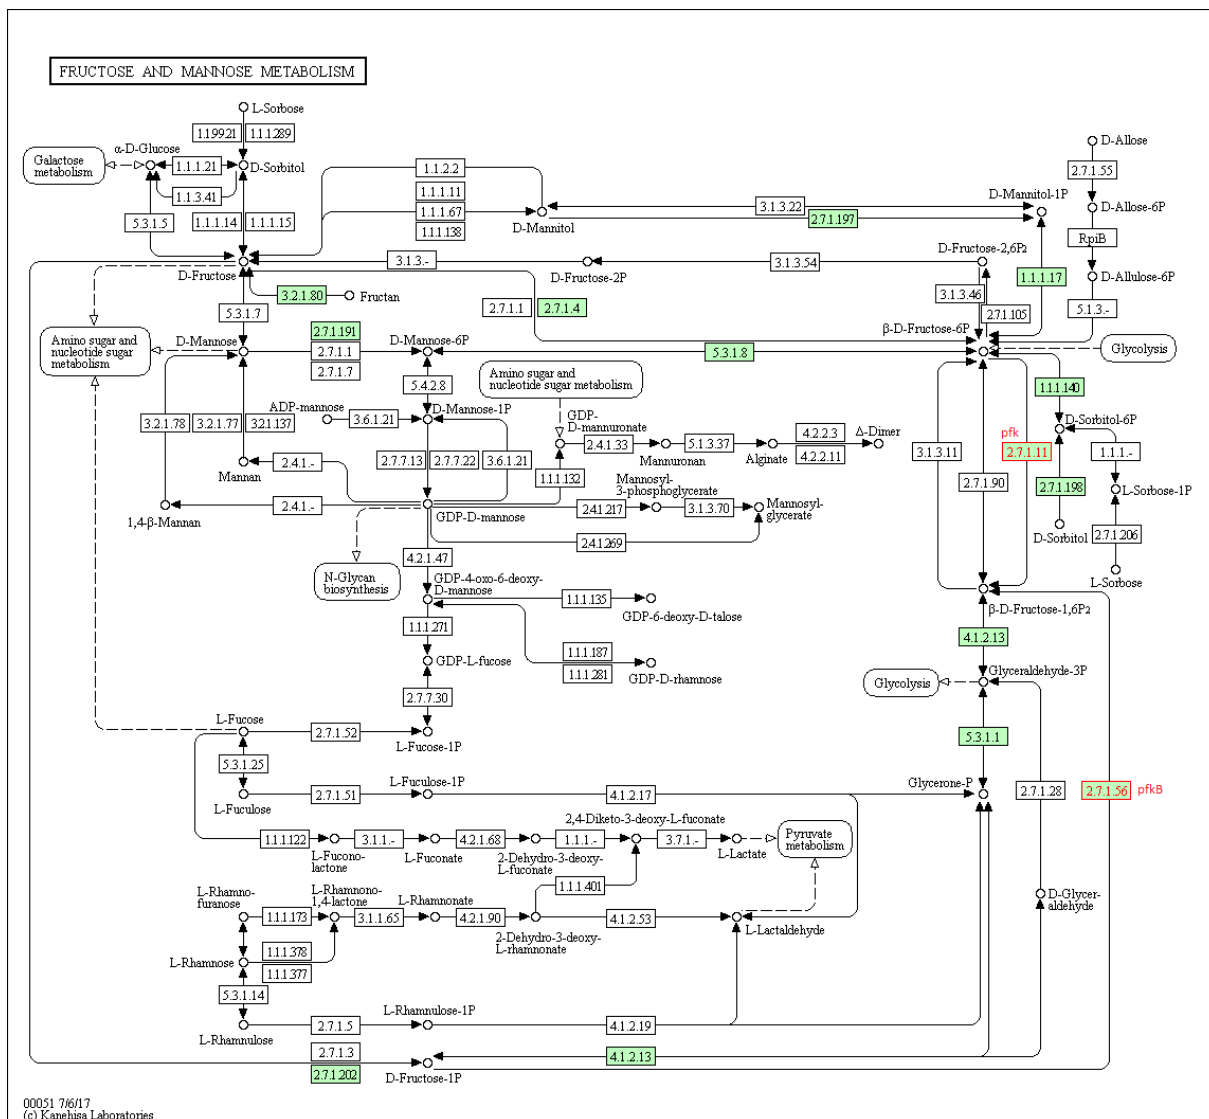 FRUCTOSE AND MANNOSE METABOLISM
L-Sorbose
1.1.99.21
1.1.1.289
α-D-Glucose
Galactose
metabolism
1.1.1.21
D-Sorbitol
1.1.3.41
5.3.1.5
1.1.1.14
1.1.1.15
1.1.2.2
1.1.1.11
1.1.1.67
1.1.1.138
D-Mannitol
3.1.3.22
2.7.1.197
D-Mannitol-1P
D-Allose
2.7.1.55
D-Allose-6P
RpiB
D-Allulose-6P
5.1.3.-
1.1.1.17
D-Fructose
3.1.3.-
D-Fructose-2P
3.1.3.54
D-Fructose-2,6P2
3.1.3.46
2.7.1.105
3.2.1.80
Fructan
2.7.1.1
2.7.1.4
β-D-Fructose-6P
5.3.1.7
Amino sugar and
nucleotide sugar
metabolism
D-Mannose
2.7.1.191
2.7.1.1
2.7.1.7
D-Mannose-6P
5.3.1.8
Glycolysis
5.4.2.8
Amino sugar and
nucleotide sugar metabolism
1.1.1.140
D-Sorbitol-6P
ADP-mannose
3.6.1.21
D-Mannose-1P
GDP-
D-mannuronate
3.2.1.78
3.2.1.77
3.2.1.137
2.4.1.33
Mannuronan
5.1.3.37
Alginate
4.2.2.3
4.2.2.11
Δ-Dimer
pfk
2.7.1.11
3.1.3.11
1.1.1.-
2.7.7.13
2.7.7.22
3.6.1.21
1.1.1.132
2.4.1.-
Mannan
2.7.1.90
2.7.1.198
L-Sorbose-1P
Mannosyl-
3-phosphoglycerate
2.4.1.-
1,4-β-Mannan
GDP-D-mannose
2.4.1.217
3.1.3.70
Mannosyl-
glycerate
2.4.1.269
D-Sorbitol
2.7.1.206
L-Sorbose
4.2.1.47
N-Glycan
biosynthesis
GDP-4-oxo-6-deoxy-
D-mannose
1.1.1.135
GDP-6-deoxy-D-talose
β-D-Fructose-1,6P2
1.1.1.271
4.1.2.13
1.1.1.187
1.1.1.281
GDP-D-rhamnose
GDP-L-fucose
Glycolysis
Glyceraldehyde-3P
2.7.7.30
L-Fucose
2.7.1.52
L-Fucose-1P
5.3.1.1
5.3.1.25
L-Fuculose
2.7.1.51
L-Fuculose-1P
4.1.2.17
Glycerone-P
2.7.1.28
2.7.1.56
pfkB
1.1.1.122
L-Fucono-
lactone
3.1.1.-
L-Fuconate
4.2.1.68
2-Dehydro-3-deoxy-
L-fuconate
1.1.1.-
2,4-Diketo-3-deoxy-L-fuconate
3.7.1.-
L-Lactate
Pyruvate
metabolism
1.1.1.401
L-Rhamno-
furanose
1.1.1.173
L-Rhamnono-
1,4-lactone
3.1.1.65
L-Rhamnonate
4.2.1.90
2-Dehydro-3-deoxy-
L-rhamnonate
4.1.2.53
L-Lactaldehyde
D-Glycer-
aldehyde
1.1.1.378
1.1.1.377
L-Rhamnose
5.3.1.14
L-Rhamnulose
2.7.1.5
L-Rhamnulose-1P
4.1.2.19
2.7.1.3
2.7.1.202
D-Fructose-1P
4.1.2.13
00051 7/6/17
(c) Kanehisa Laboratories